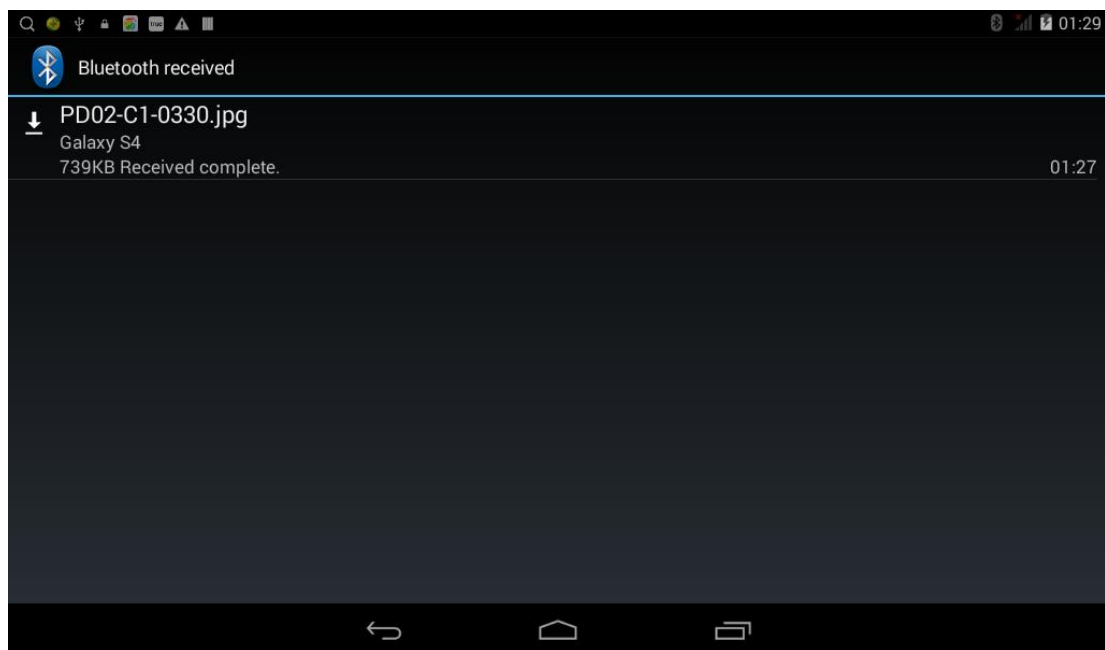 01:29
Bluetooth received
PD02-C1-0330.jpg
Galaxy S4
739KB Received complete.
01:27